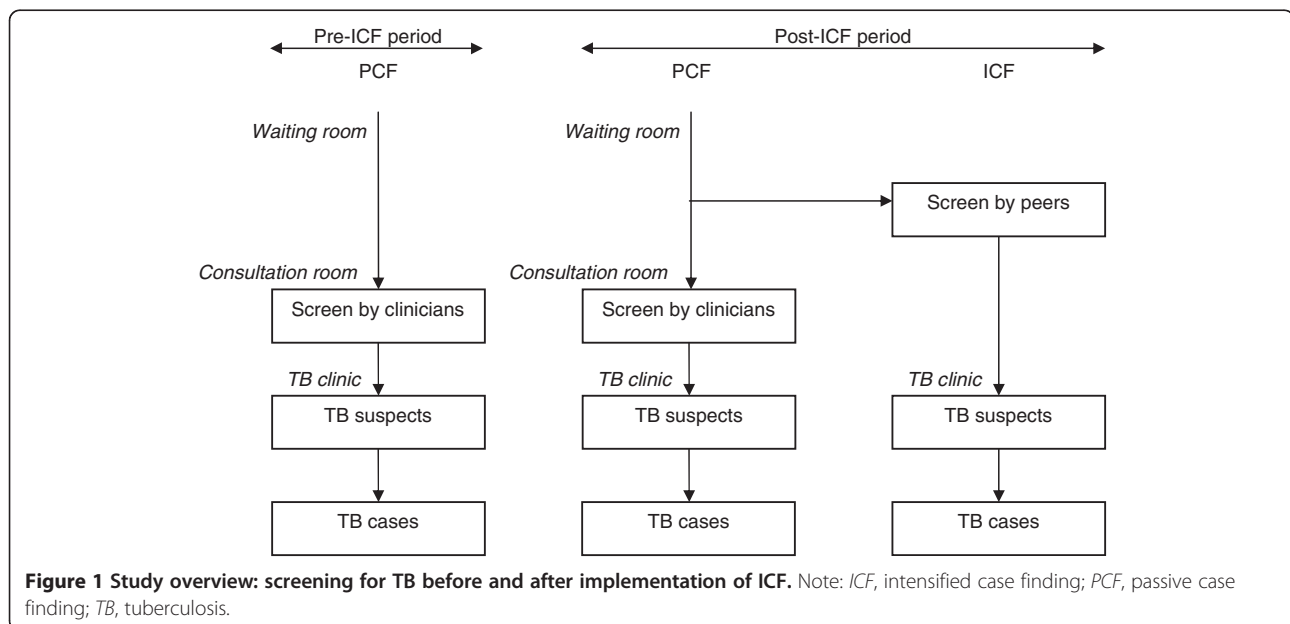 Pre-ICF period Post-ICF period
PCF PCF ICF
Waiting room Waiting room
Screen by peers
Consultation room Consultation room
Screen by clinicians Screen by clinicians
TB clinic TB clinic TB clinic
TB suspects TB suspects TB suspects
TB cases TB cases TB cases
Figure 1 Study overview: screening for TB before and after implementation of ICF. Note: ICF, intensified case finding; PCF, passive case
finding; TB, tuberculosis.